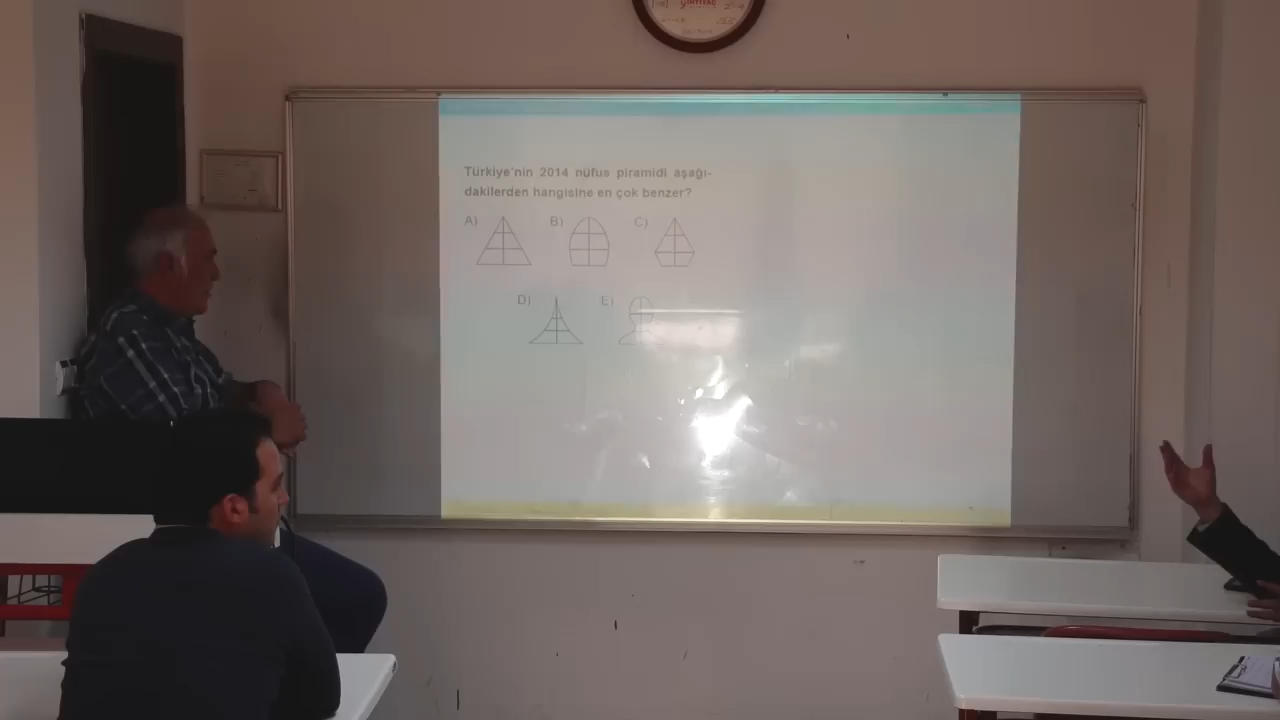 Türkiye'nin 2014 nüfus piramidi aşağı-
dakilerden hangisine en çok benzer?
A) B) C)
D) E)